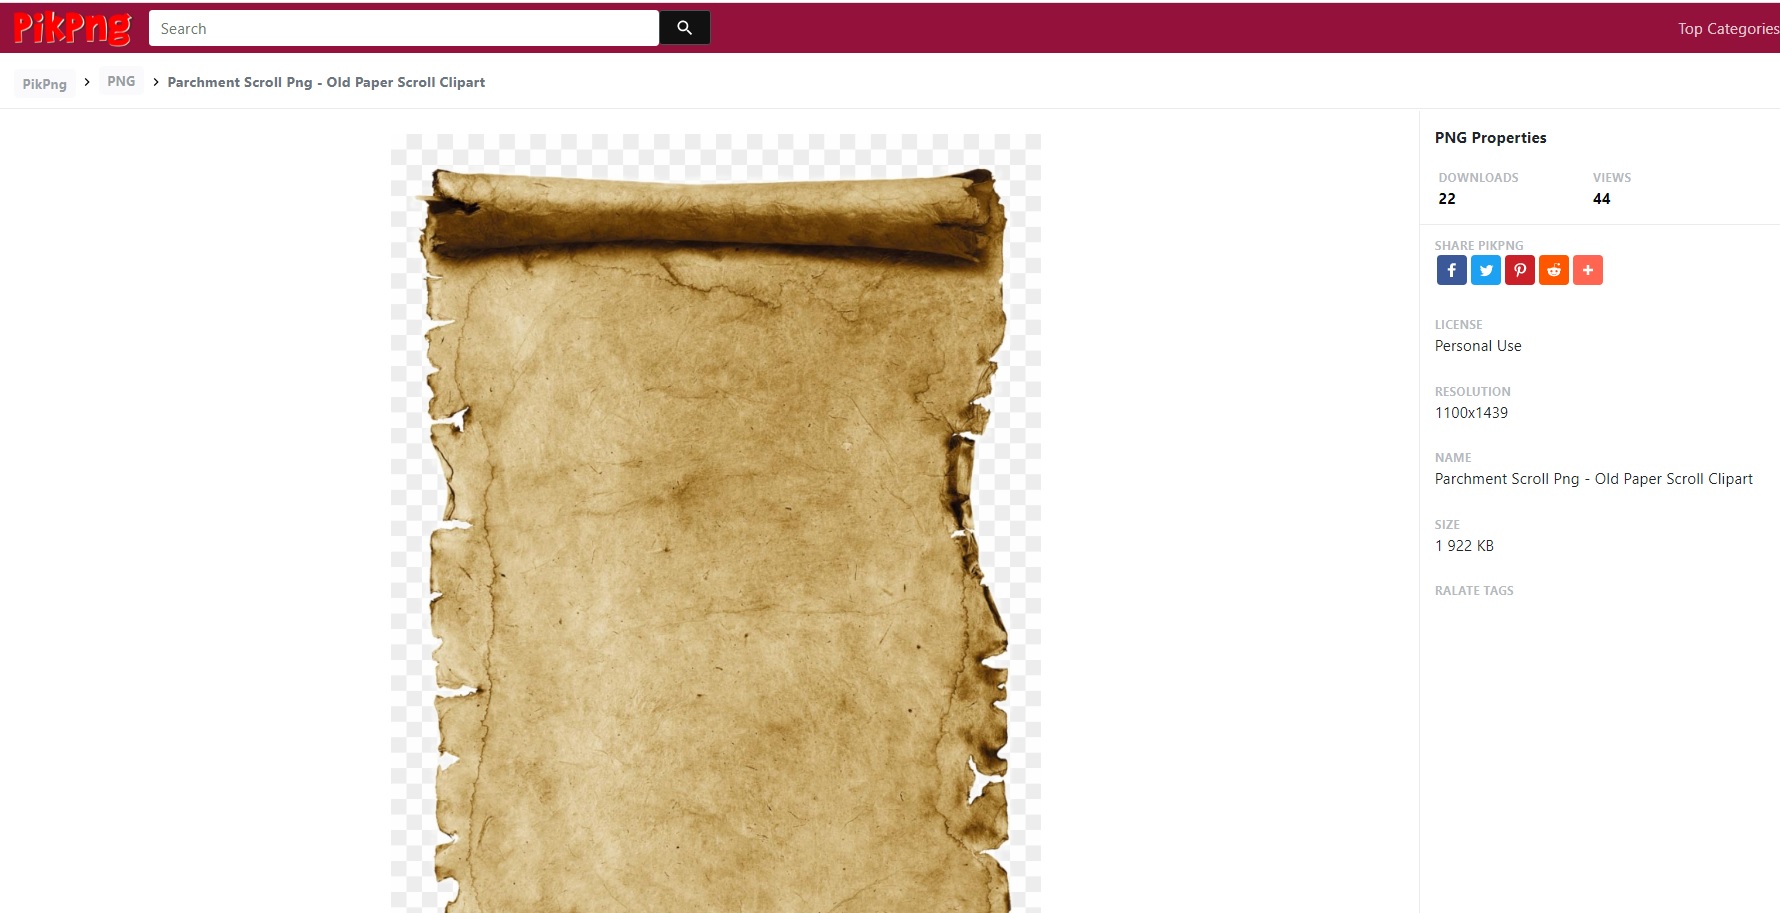 PikPng
Search
Top Categories
PikPng > PNG > Parchment Scroll Png - Old Paper Scroll Clipart
PNG Properties
DOWNLOADS VIEWS
22 44
SHARE PIKPNG
LICENSE
Personal Use
RESOLUTION
1100x1439
NAME
Parchment Scroll Png - Old Paper Scroll Clipart
SIZE
1 922 KB
RALATE TAGS